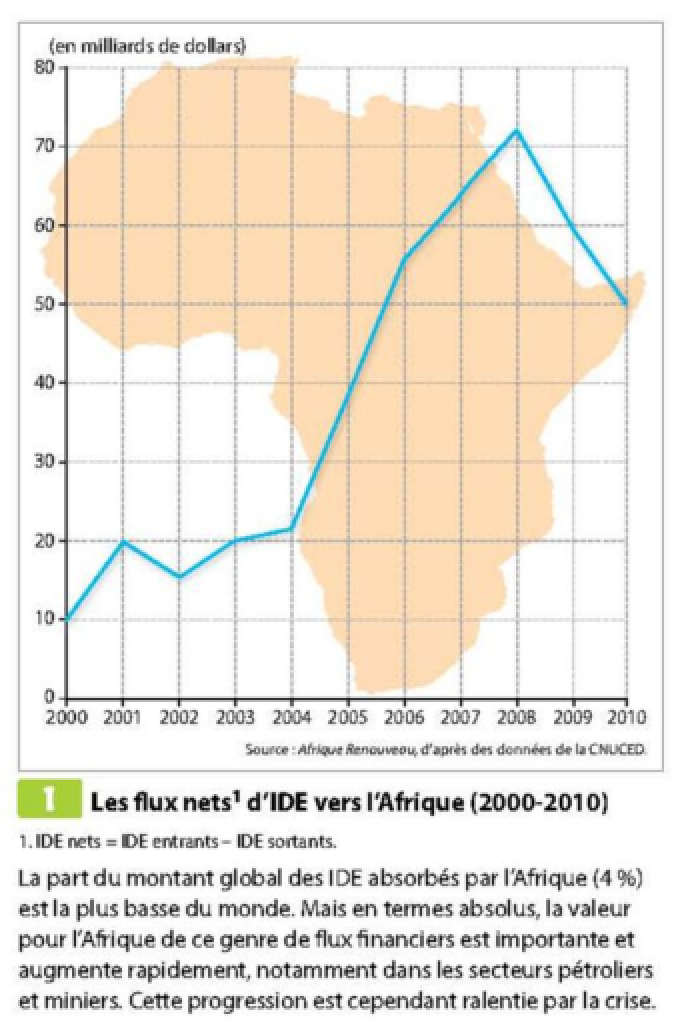 (en milliards de dollars)
80
70
60
50
40
30
20
10
0
2000 2001 2002 2003 2004 2005 2006 2007 2008 2009 2010
Source : Afrique Renouveau, d'après des données de la CNUCED.
1 Les flux nets¹ d'IDE vers l'Afrique (2000-2010)
1. IDE nets = IDE entrants – IDE sortants.
La part du montant global des IDE absorbés par l'Afrique (4 %)
est la plus basse du monde. Mais en termes absolus, la valeur
pour l'Afrique de ce genre de flux financiers est importante et
augmente rapidement, notamment dans les secteurs pétroliers
et miniers. Cette progression est cependant ralentie par la crise.